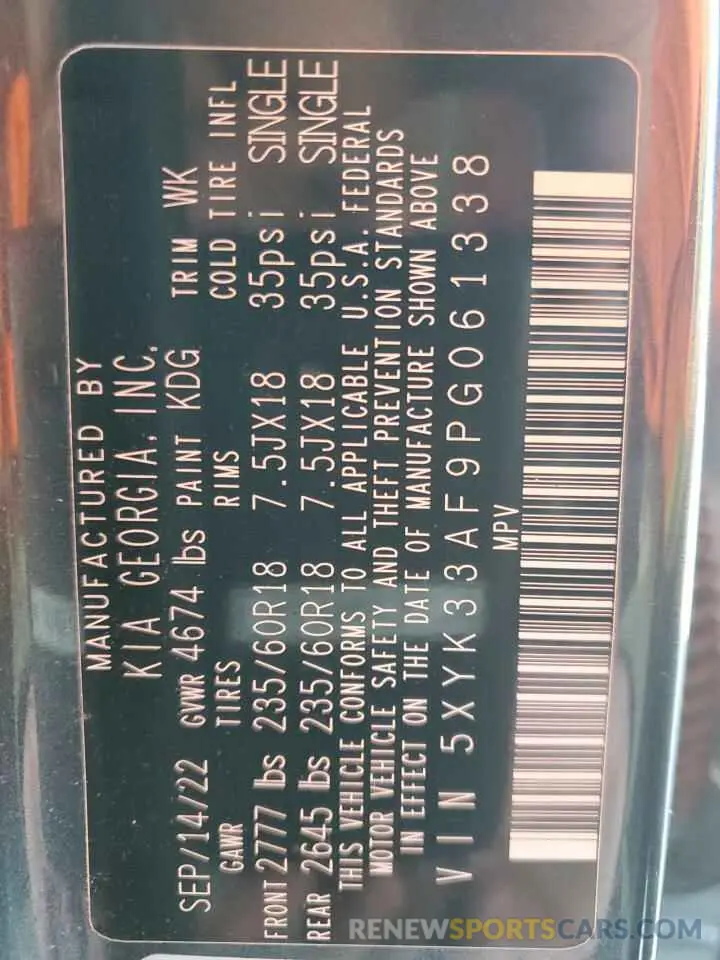 MANUFACTURED BY
KIA GEORGIA, INC.
SEP/14/22 GVWR 4674 lbs PAINT KDG TRIM WK
GAWR TIRES RIMS COLD TIRE INFL
FRONT 2777 lbs 235/60R18 7.5JX18 35psi SINGLE
REAR 2645 lbs 235/60R18 7.5JX18 35psi SINGLE
THIS VEHICLE CONFORMS TO ALL APPLICABLE U.S.A. FEDERAL
MOTOR VEHICLE SAFETY AND THEFT PREVENTION STANDARDS
IN EFFECT ON THE DATE OF MANUFACTURE SHOWN ABOVE
VIN 5XYK33AF9PG061338
MPV
RENEWSPORTSCARS.COM